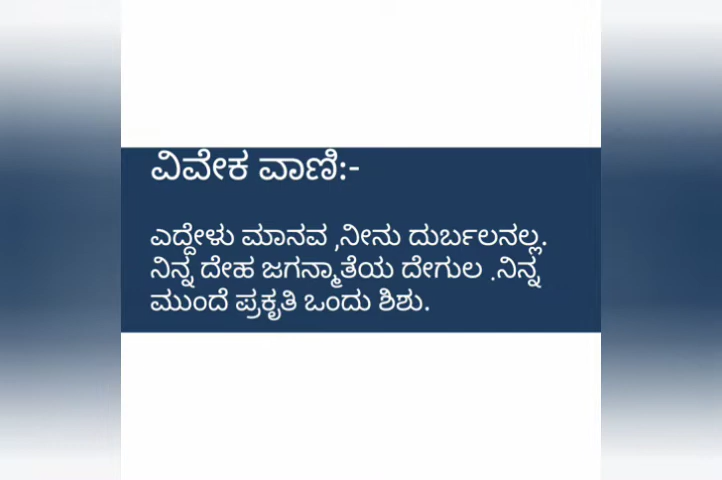 ವಿವೇಕ ವಾಣಿ:-
ಎದ್ದೇಳು ಮಾನವ ,ನೀನು ದುರ್ಬಲನಲ್ಲ.
ನಿನ್ನ ದೇಹ ಜಗನ್ಮಾತೆಯ ದೇಗುಲ .ನಿನ್ನ
ಮುಂದೆ ಪ್ರಕೃತಿ ಒಂದು ಶಿಶು.